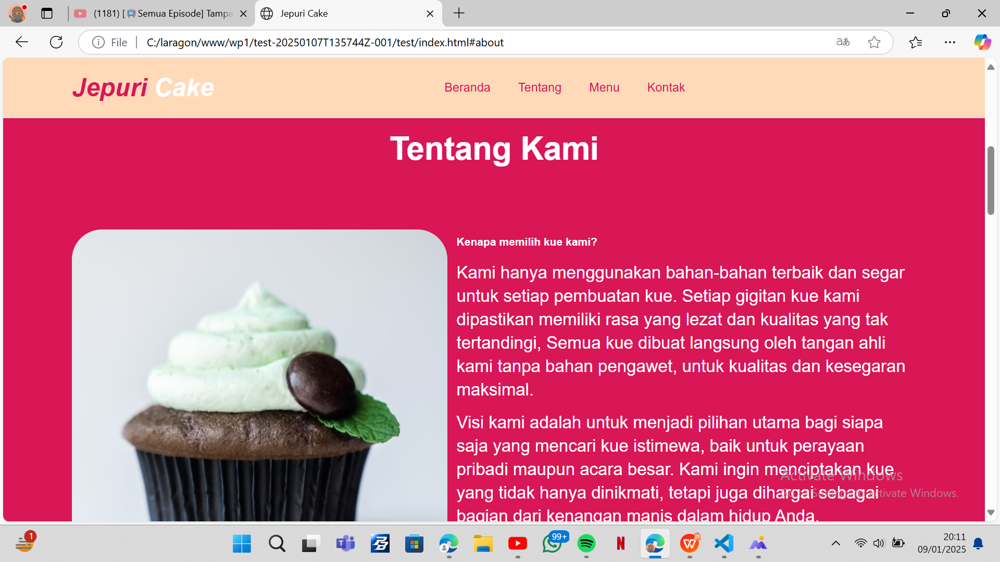 (1181) [📺Semua Episode] Tampa
Jepuri Cake
File
C:/laragon/www/wp1/test-20250107T135744Z-001/test/index.html#about
aあ
Jepuri Cake
Beranda
Tentang
Menu
Kontak
Tentang Kami
Kenapa memilih kue kami?
Kami hanya menggunakan bahan-bahan terbaik dan segar
untuk setiap pembuatan kue. Setiap gigitan kue kami
dipastikan memiliki rasa yang lezat dan kualitas yang tak
tertandingi, Semua kue dibuat langsung oleh tangan ahli
kami tanpa bahan pengawet, untuk kualitas dan kesegaran
maksimal.
Visi kami adalah untuk menjadi pilihan utama bagi siapa
saja yang mencari kue istimewa, baik untuk perayaan
pribadi maupun acara besar. Kami ingin menciptakan kue
yang tidak hanya dinikmati, tetapi juga dihargai sebagai
bagian dari kenangan manis dalam hidup Anda.
Activate Windows
Go to Settings to activate Windows.
1
99+
20:11
09/01/2025